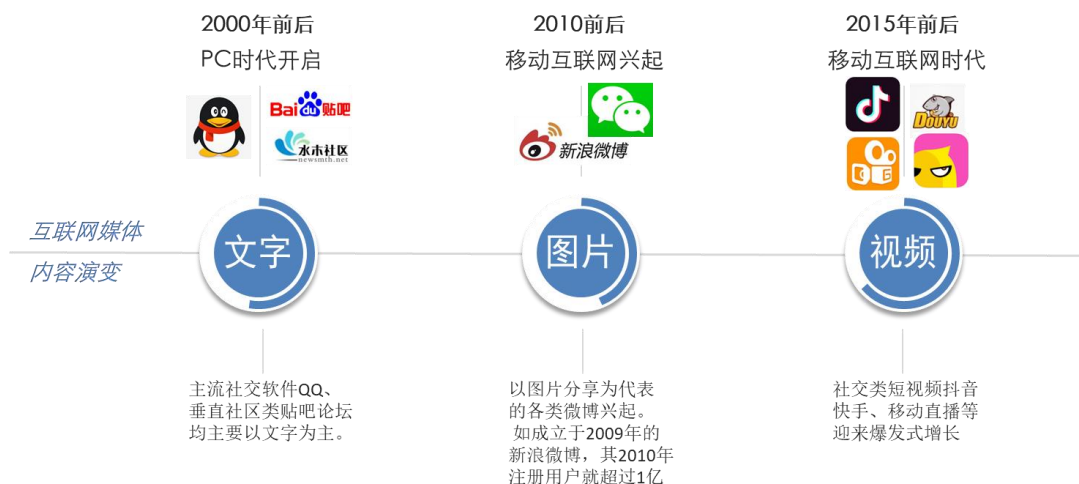 2000年前后
PC时代开启
Bai du 贴吧
水木社区
newsmth.net
2010前后
移动互联网兴起
新浪微博
2015年前后
移动互联网时代
DOUYU
互联网媒体
内容演变
文字
图片
视频
主流社交软件QQ、
垂直社区类贴吧论坛
均主要以文字为主。
以图片分享为代表
的各类微博兴起。
如成立于2009年的
新浪微博，其2010年
注册用户就超过1亿
社交类短视频抖音
快手、移动直播等
迎来爆发式增长